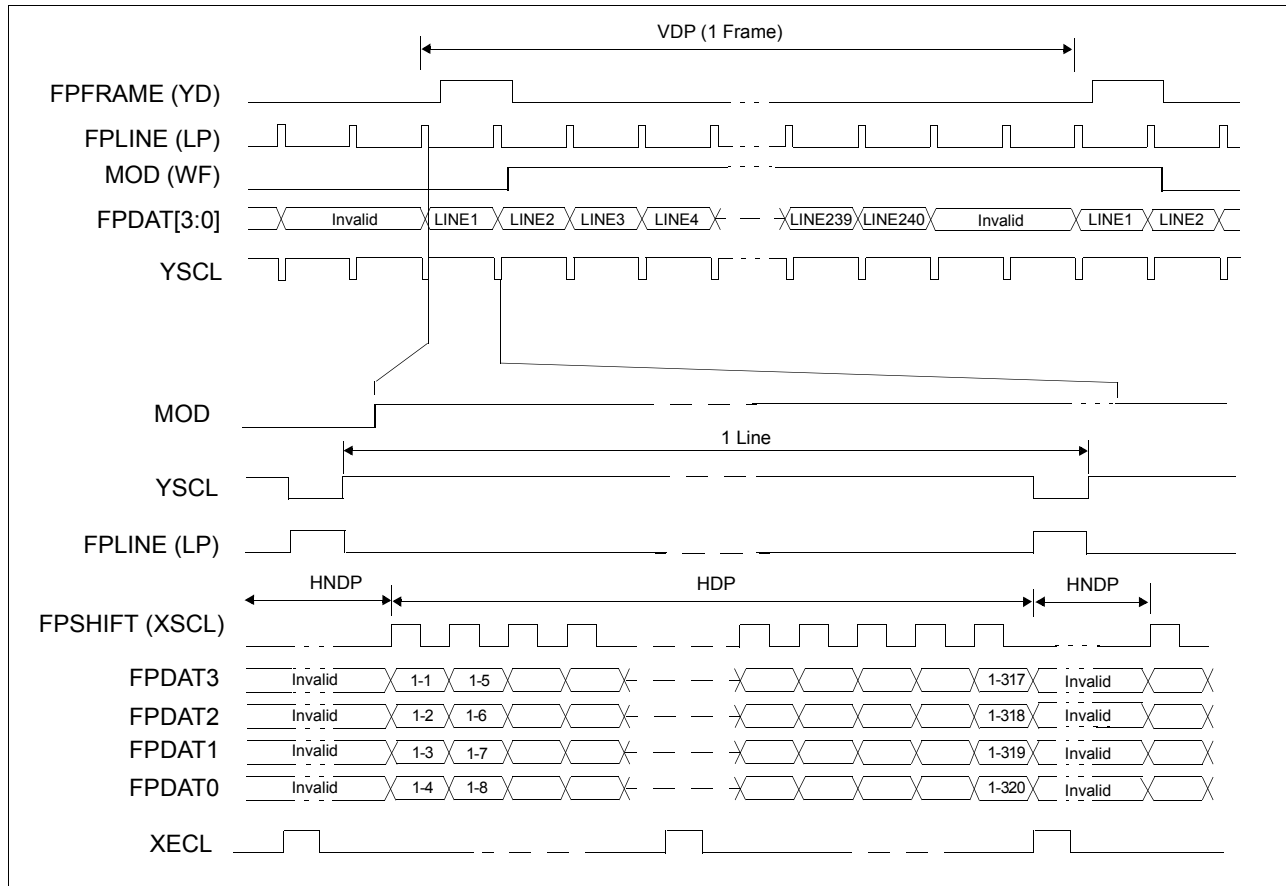 VDP (1 Frame)
FPFRAME (YD)
FPLINE (LP)
MOD (WF)
FPDAT[3:0] Invalid LINE1 LINE2 LINE3 LINE4 LINE239 LINE240 Invalid LINE1 LINE2
YSCL
MOD
1 Line
YSCL
FPLINE (LP)
HNDP HDP HNDP
FPSHIFT (XSCL)
FPDAT3 Invalid 1-1 1-5 1-317 Invalid
FPDAT2 Invalid 1-2 1-6 1-318 Invalid
FPDAT1 Invalid 1-3 1-7 1-319 Invalid
FPDAT0 Invalid 1-4 1-8 1-320 Invalid
XECL